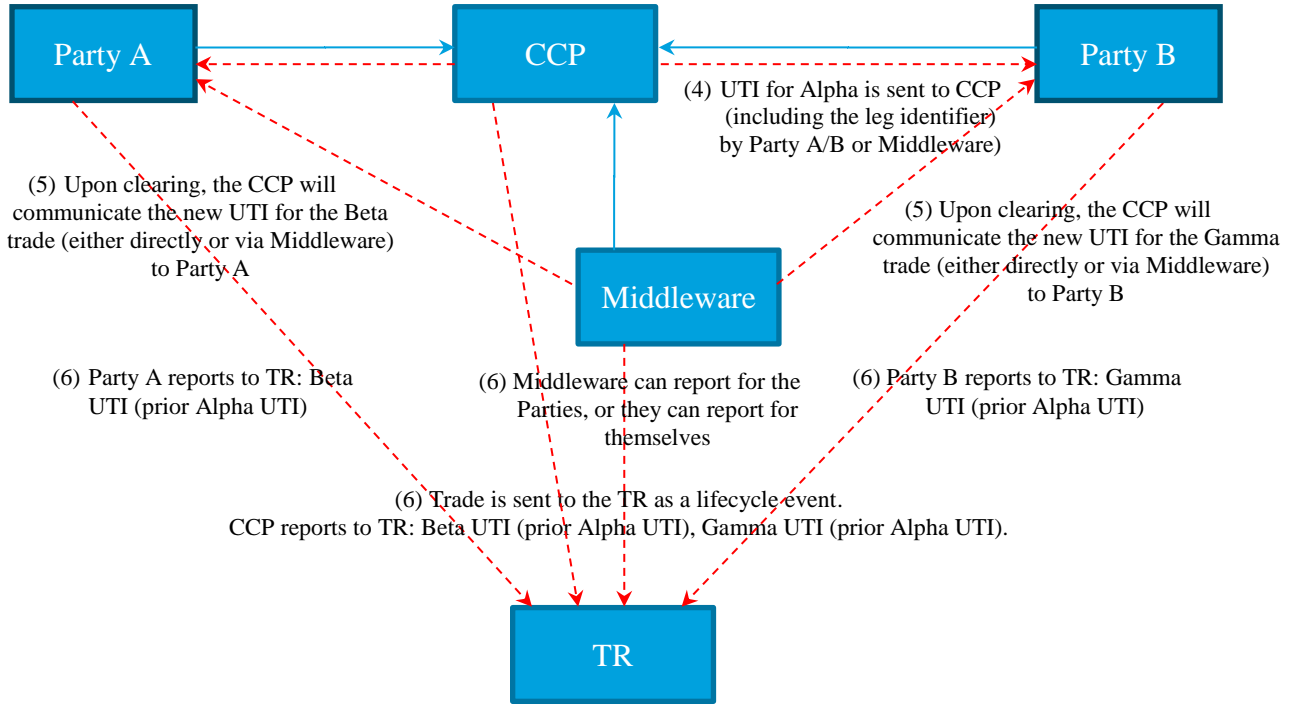 Party A
CCP
Party B
(4) UTI for Alpha is sent to CCP
(including the leg identifier)
by Party A/B or Middleware)
(5) Upon clearing, the CCP will
communicate the new UTI for the Beta
trade (either directly or via Middleware)
to Party A
(5) Upon clearing, the CCP will
communicate the new UTI for the Gamma
trade (either directly or via Middleware)
to Party B
Middleware
(6) Party A reports to TR: Beta
UTI (prior Alpha UTI)
(6) Middleware can report for the
Parties, or they can report for
themselves
(6) Party B reports to TR: Gamma
UTI (prior Alpha UTI)
(6) Trade is sent to the TR as a lifecycle event.
CCP reports to TR: Beta UTI (prior Alpha UTI), Gamma UTI (prior Alpha UTI).
TR